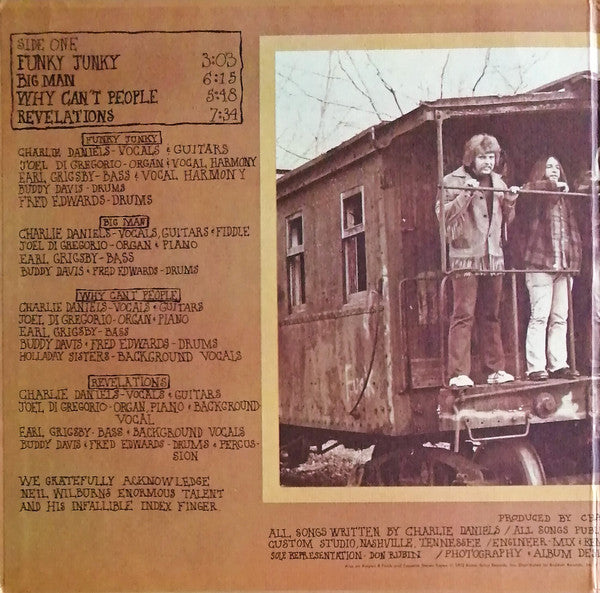 SIDE ONE
FUNKY JUNKY 3:03
BIG MAN 6:15
WHY CAN'T PEOPLE 5:48
REVELATIONS 7:34
FUNKY JUNKY
CHARLIE DANIELS-VOCALS & GUITARS
JOEL DI GREGORIO-ORGAN & VOCAL HARMONY
EARL GRIGSBY-BASS & VOCAL HARMONY
BUDDY DAVIS-DRUMS
FRED EDWARDS-DRUMS
BIG MAN
CHARLIE DANIELS-VOCALS, GUITARS & FIDDLE
JOEL DI GREGORIO-ORGAN & PIANO
EARL GRIGSBY-BASS
BUDDY DAVIS & FRED EDWARDS-DRUMS
WHY CAN'T PEOPLE
CHARLIE DANIELS-VOCALS & GUITARS
JOEL DI GREGORIO-ORGAN & PIANO
EARL GRIGSBY-BASS
BUDDY DAVIS & FRED EDWARDS-DRUMS
HOLLADAY SISTERS-BACKGROUND VOCALS
REVELATIONS
CHARLIE DANIELS-VOCALS & GUITARS
JOEL DI GREGORIO-ORGAN, PIANO & BACKGROUND
VOCAL
EARL GRIGSBY-BASS & BACKGROUND VOCALS
BUDDY DAVIS & FRED EDWARDS-DRUMS & PERCUS-
SION
WE GRATEFULLY ACKNOWLEDGE
NEIL WILBURNS ENORMOUS TALENT
AND HIS INFALLIBLE INDEX FINGER.
PRODUCED BY
ALL SONGS WRITTEN BY CHARLIE DANIELS / ALL SONGS
CUSTOM STUDIO, NASHVILLE, TENNESSEE / ENGINEER-MIX &
SOLE REPRESENTATION-DON RUBIN / PHOTOGRAPHY & ALBUM